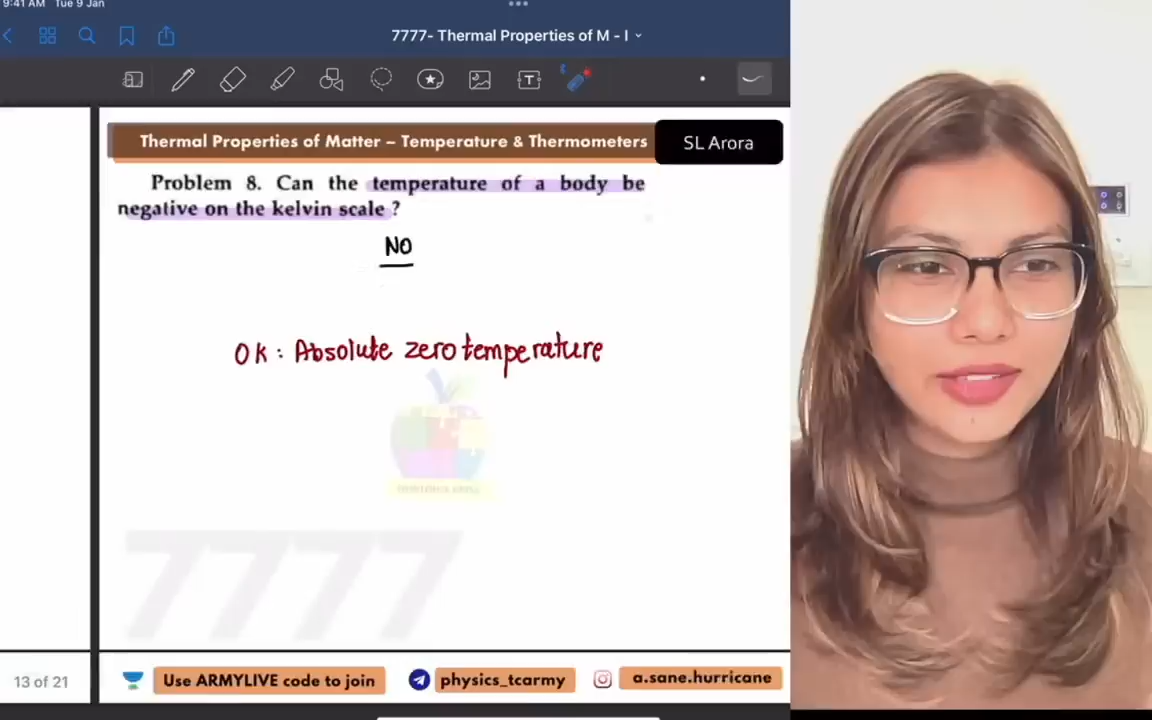 9:41 AM Tue 9 Jan
7777- Thermal Properties of M - I
Thermal Properties of Matter – Temperature & Thermometers
SL Arora
Problem 8. Can the temperature of a body be
negative on the kelvin scale ?
NO
0 K : Absolute zero temperature
7777
13 of 21
Use ARMYLIVE code to join
physics_tcarmy
a.sane.hurricane